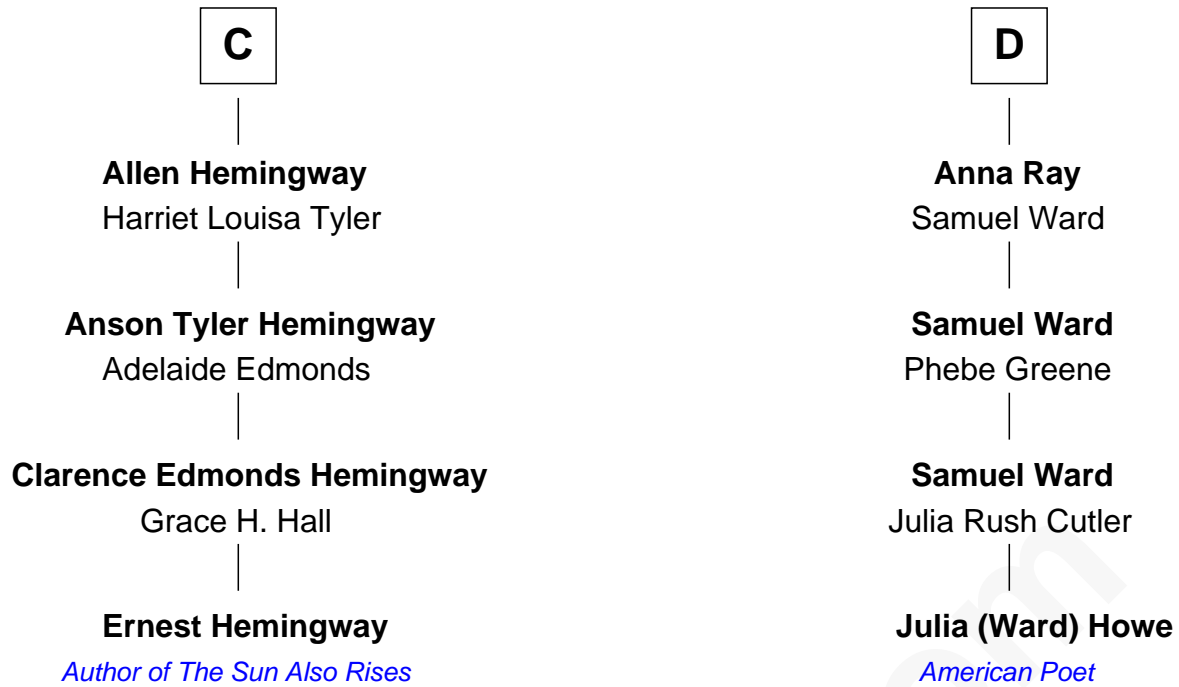 C
Allen Hemingway
Harriet Louisa Tyler
Anson Tyler Hemingway
Adelaide Edmonds
Clarence Edmonds Hemingway
Grace H. Hall
Ernest Hemingway
Author of The Sun Also Rises
D
Anna Ray
Samuel Ward
Samuel Ward
Phebe Greene
Samuel Ward
Julia Rush Cutler
Julia (Ward) Howe
American Poet